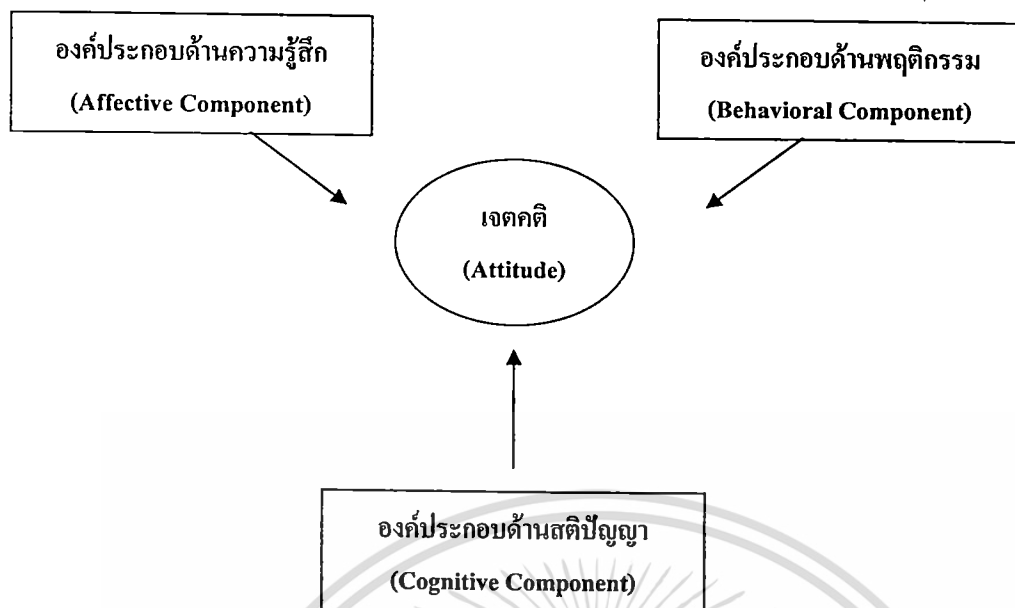 องค์ประกอบด้านความรู้สึก
(Affective Component)
องค์ประกอบด้านพฤติกรรม
(Behavioral Component)
เจตคติ
(Attitude)
องค์ประกอบด้านสติปัญญา
(Cognitive Component)